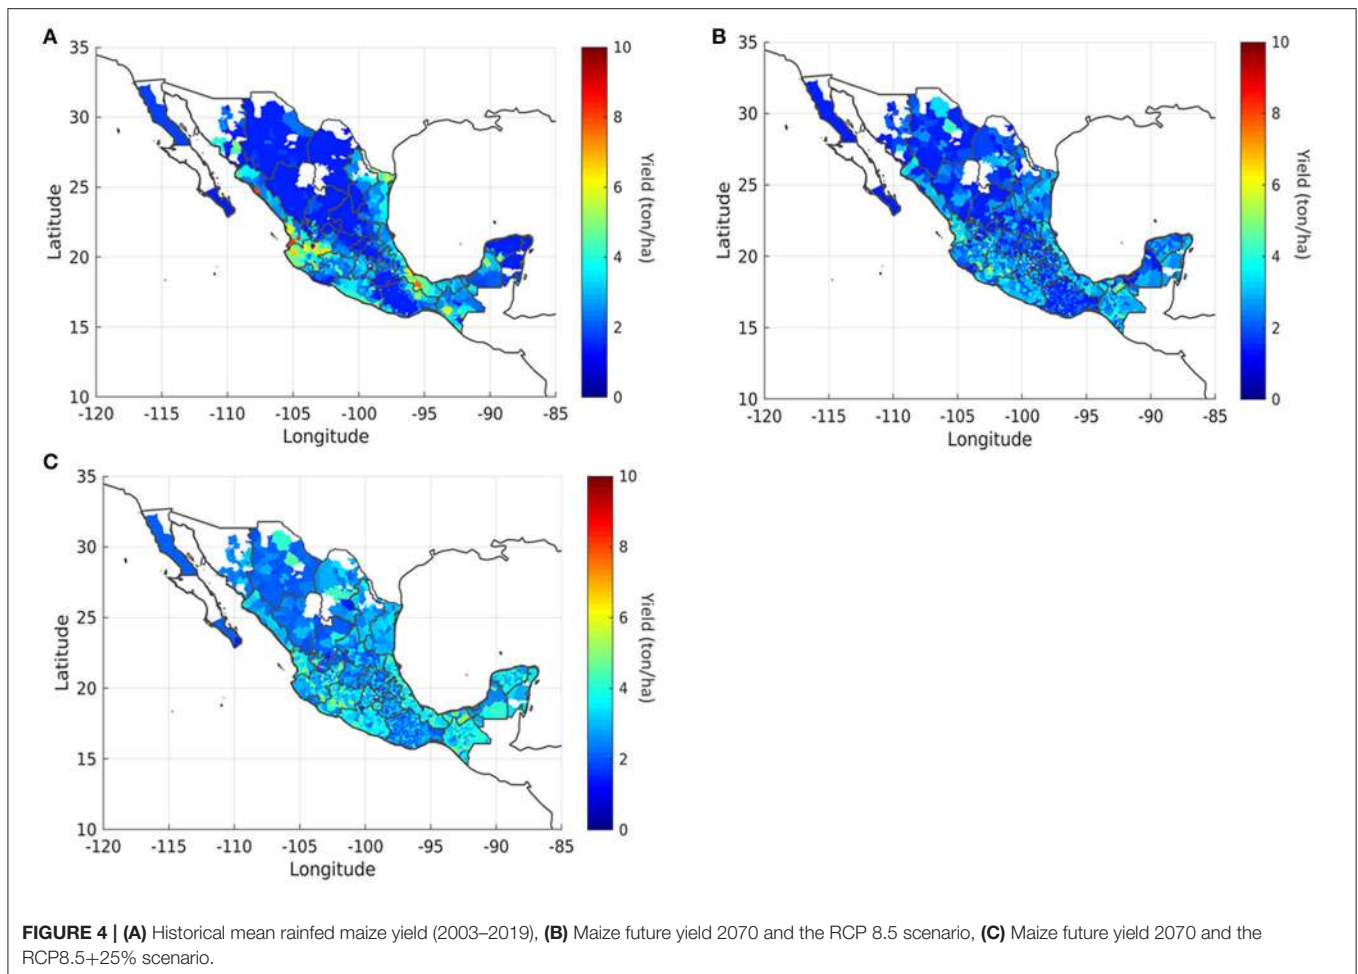 A
35
30
25
20
15
10
Latitude
-120 -115 -110 -105 -100 -95 -90 -85
Longitude
10
8
6
4
2
0
Yield (ton/ha)
B
35
30
25
20
15
10
Latitude
-120 -115 -110 -105 -100 -95 -90 -85
Longitude
10
8
6
4
2
0
Yield (ton/ha)
C
35
30
25
20
15
10
Latitude
-120 -115 -110 -105 -100 -95 -90 -85
Longitude
10
8
6
4
2
0
Yield (ton/ha)
FIGURE 4 | (A) Historical mean rainfed maize yield (2003–2019), (B) Maize future yield 2070 and the RCP 8.5 scenario, (C) Maize future yield 2070 and the
RCP8.5+25% scenario.